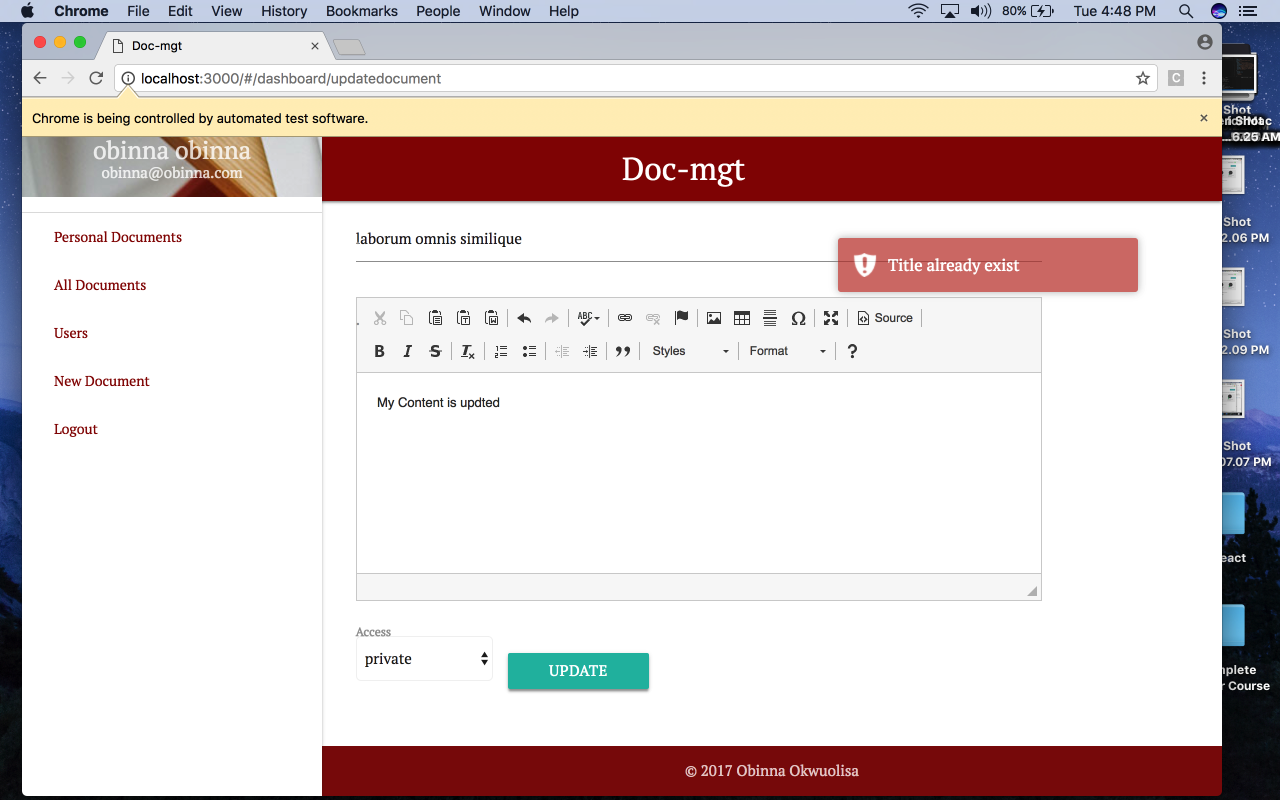 Chrome File Edit View History Bookmarks People Window Help 80% Tue 4:48 PM
Doc-mgt
localhost:3000/#/dashboard/updatedocument
C
Chrome is being controlled by automated test software.
obinna obinna
obinna@obinna.com
Doc-mgt
Personal Documents
All Documents
Users
New Document
Logout
laborum omnis similique
Title already exist
ABC Source
B I S Styles Format ?
My Content is updted
Access
private
UPDATE
© 2017 Obinna Okwuolisa
Shot
6.25 AM
Shot
2.06 PM
Shot
2.09 PM
Shot
07.07 PM
eact
mplete
r Course